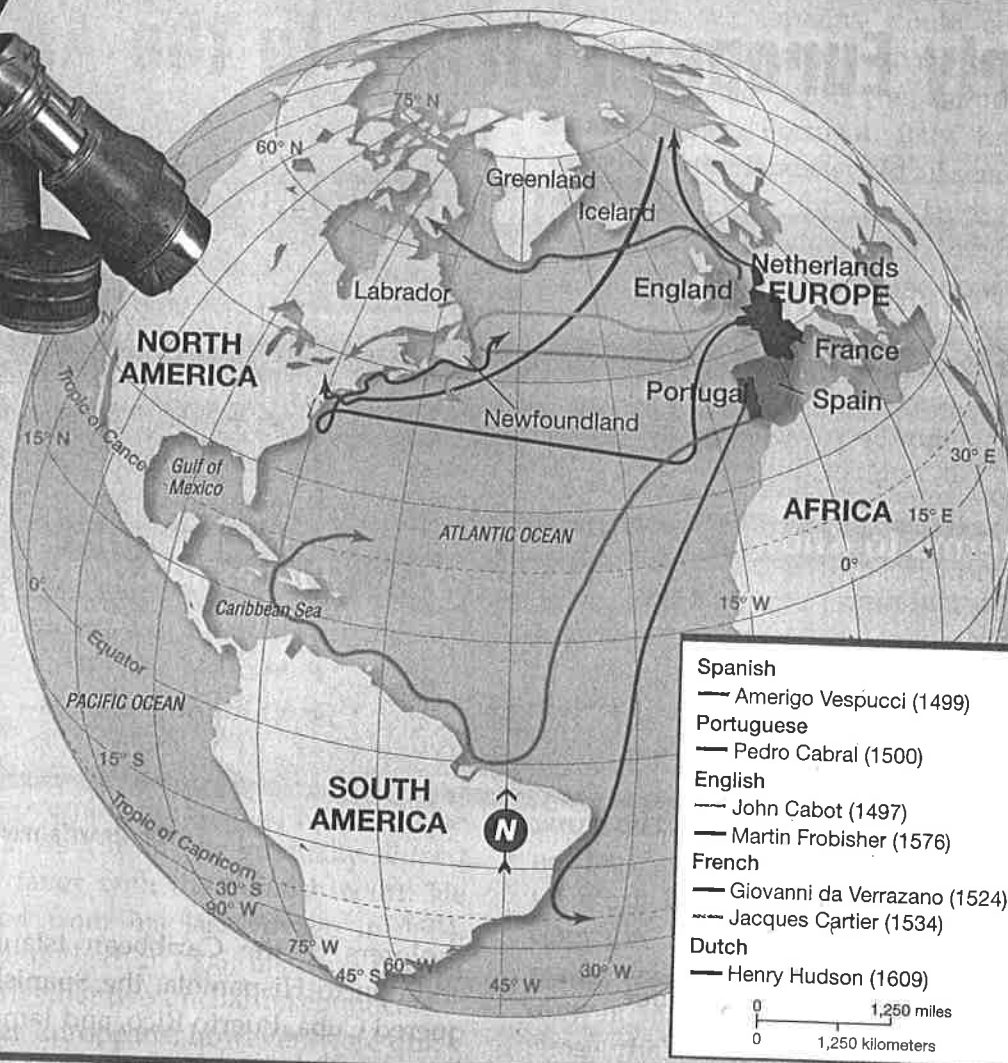 75° N
60° N
Greenland
Iceland
Netherlands
EUROPE
England
Labrador
N
NORTH
AMERICA
France
Portugal
Spain
Newfoundland
Tropic of Cancer
15° N
Gulf of
Mexico
30° E
AFRICA
15° E
ATLANTIC OCEAN
0°
0°
15° W
Caribbean Sea
Equator
PACIFIC OCEAN
15° S
SOUTH
AMERICA
N
Tropic of Capricorn
30° S
90° W
75° W
60° W
45° S
45° W
30° W
Spanish
Amerigo Vespucci (1499)
Portuguese
Pedro Cabral (1500)
English
John Cabot (1497)
Martin Frobisher (1576)
French
Giovanni da Verrazano (1524)
Jacques Cartier (1534)
Dutch
Henry Hudson (1609)
0 1,250 miles
0 1,250 kilometers